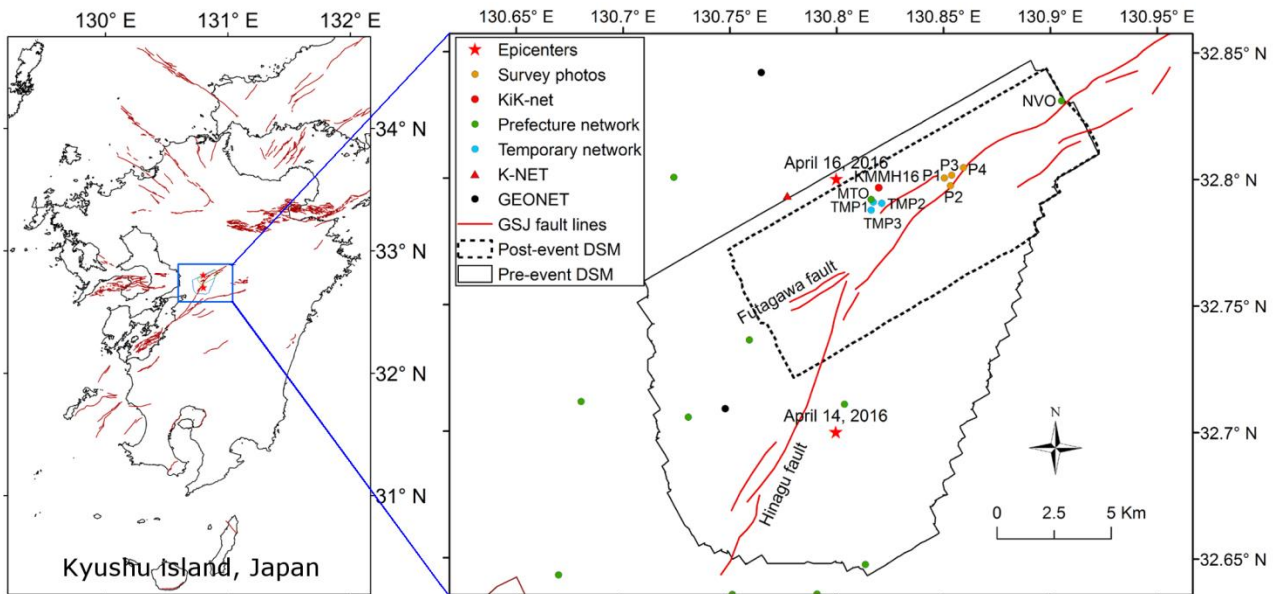 130° E
131° E
132° E
34° N
33° N
32° N
31° N
Kyushu island, Japan
130.65° E
130.7° E
130.75° E
130.8° E
130.85° E
130.9° E
130.95° E
32.85° N
32.8° N
32.75° N
32.7° N
32.65° N
Epicenters
Survey photos
KiK-net
Prefecture network
Temporary network
K-NET
GEONET
GSJ fault lines
Post-event DSM
Pre-event DSM
NVO
April 16, 2016
KMMH16
P1
P3
P4
P2
MTO
TMP1
TMP2
TMP3
Futagawa fault
April 14, 2016
Hinagu fault
N
0 2.5 5 Km